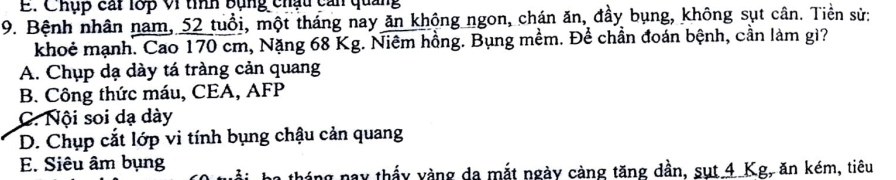 E. Chụp cắt lớp vi tính bụng chậu cản quang
9. Bệnh nhân nam, 52 tuổi, một tháng nay ăn không ngon, chán ăn, đầy bụng, không sụt cân. Tiền sử:
khoẻ mạnh. Cao 170 cm, Nặng 68 Kg. Niêm hồng. Bụng mềm. Để chẩn đoán bệnh, cần làm gì?
A. Chụp dạ dày tá tràng cản quang
B. Công thức máu, CEA, AFP
C. Nội soi dạ dày
D. Chụp cắt lớp vi tính bụng chậu cản quang
E. Siêu âm bụng
tuổi, ba tháng nay thấy vàng da mắt ngày càng tăng dần, sụt 4 Kg, ăn kém, tiêu